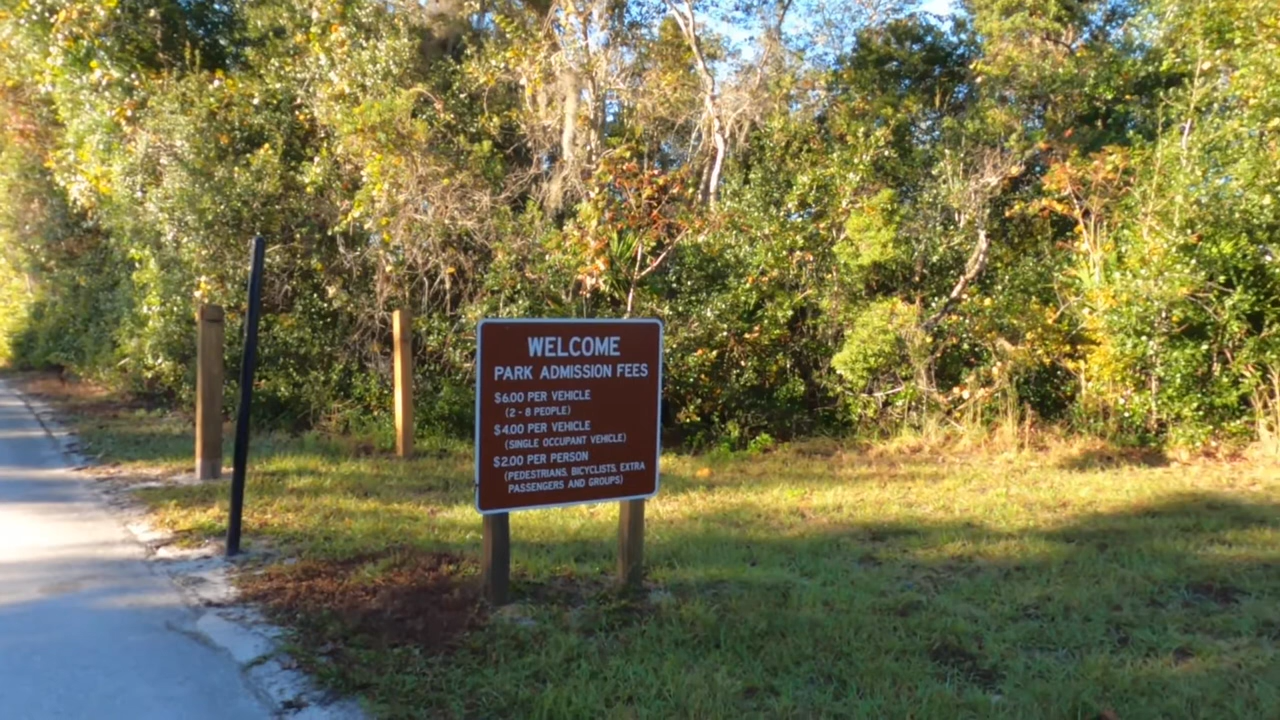 WELCOME
PARK ADMISSION FEES
$6.00 PER VEHICLE
(2 - 8 PEOPLE)
$4.00 PER VEHICLE
(SINGLE OCCUPANT VEHICLE)
$2.00 PER PERSON
(PEDESTRIANS, BICYCLISTS, EXTRA
PASSENGERS AND GROUPS)